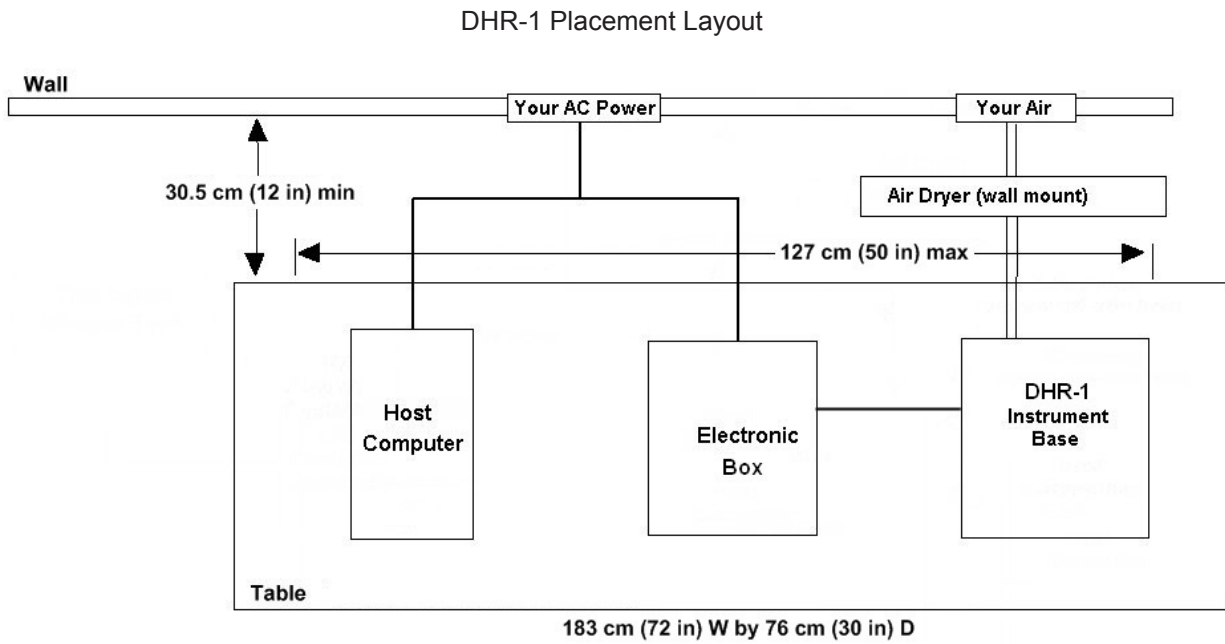 DHR-1 Placement Layout
Wall
Your AC Power
Your Air
30.5 cm (12 in) min
Air Dryer (wall mount)
127 cm (50 in) max
Host
Computer
Electronic
Box
DHR-1
Instrument
Base
Table
183 cm (72 in) W by 76 cm (30 in) D